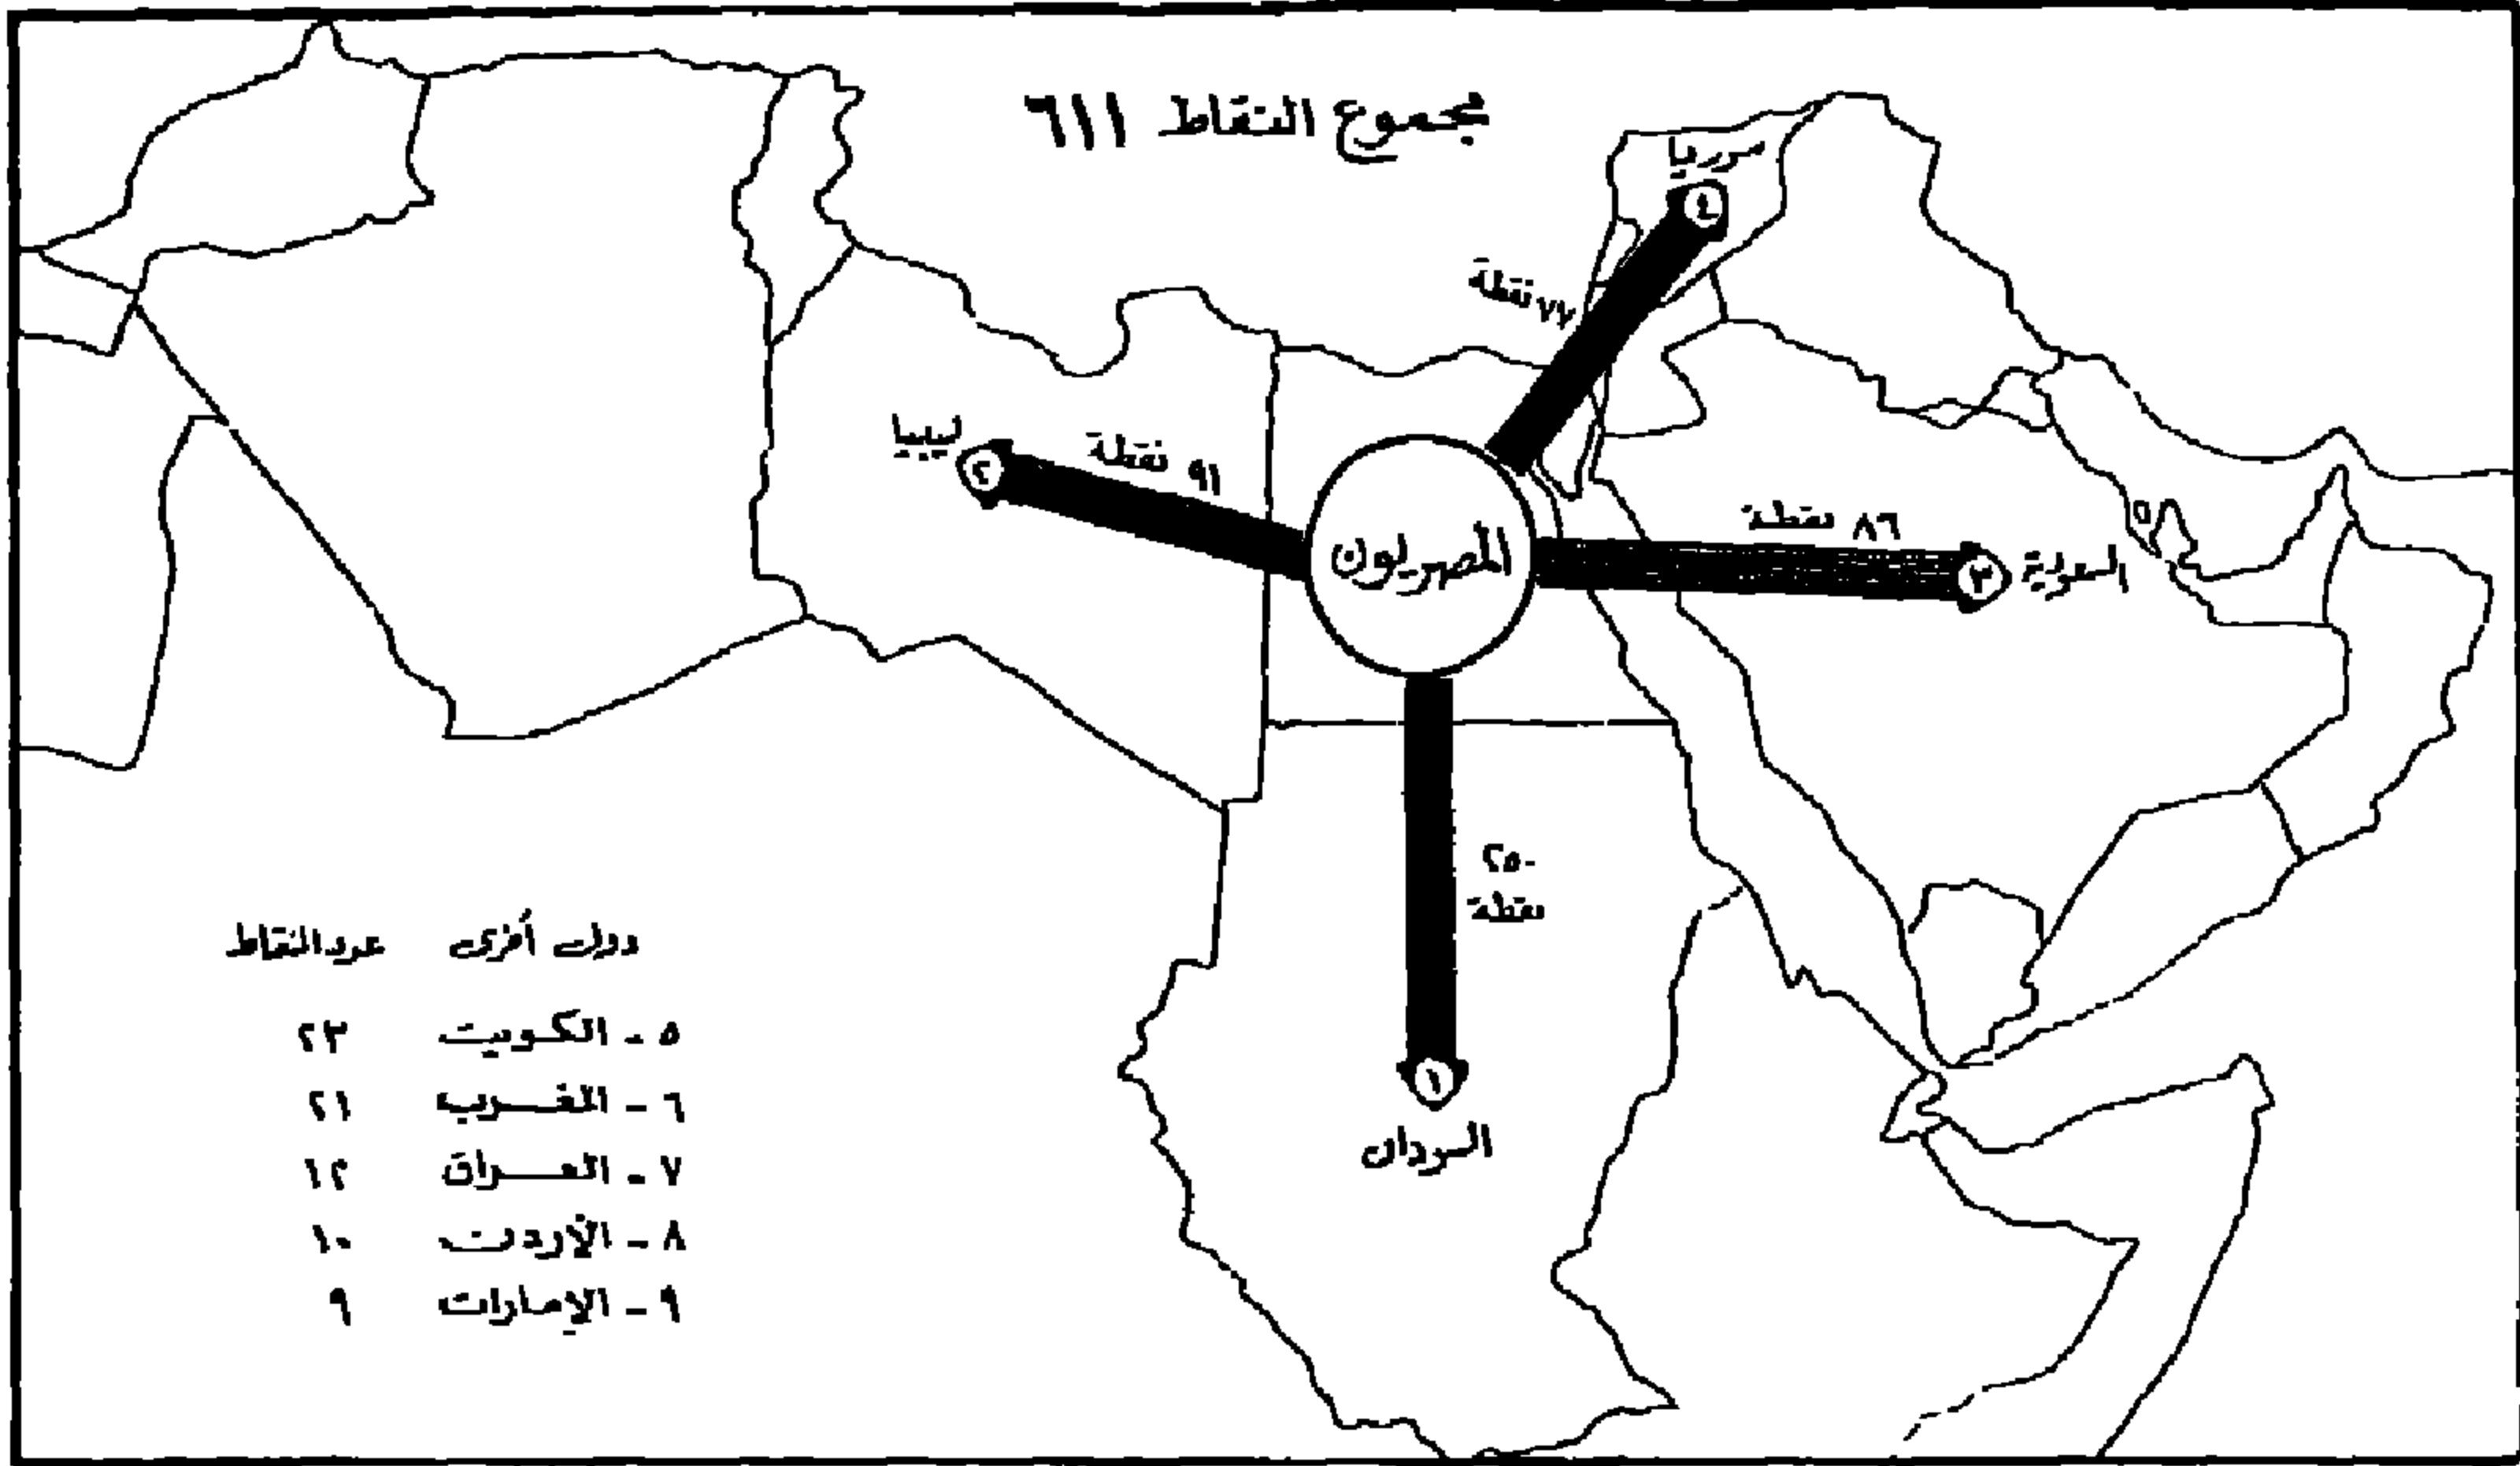 مجموع النقاط ٦١١
سوريا
٤
٧٧ نقطة
ليبيا
٢
٩١ نقطة
المصريون
٨٦ نقطة
٣
السعودية
٥
٢٥٠
نقطة
١
السودان
دول أخرى عدد النقاط
٥ - الكويت ٢٣
٦ - المغرب ٢١
٧ - العراق ١٢
٨ - الأردن ١٠
٩ - الإمارات ٩